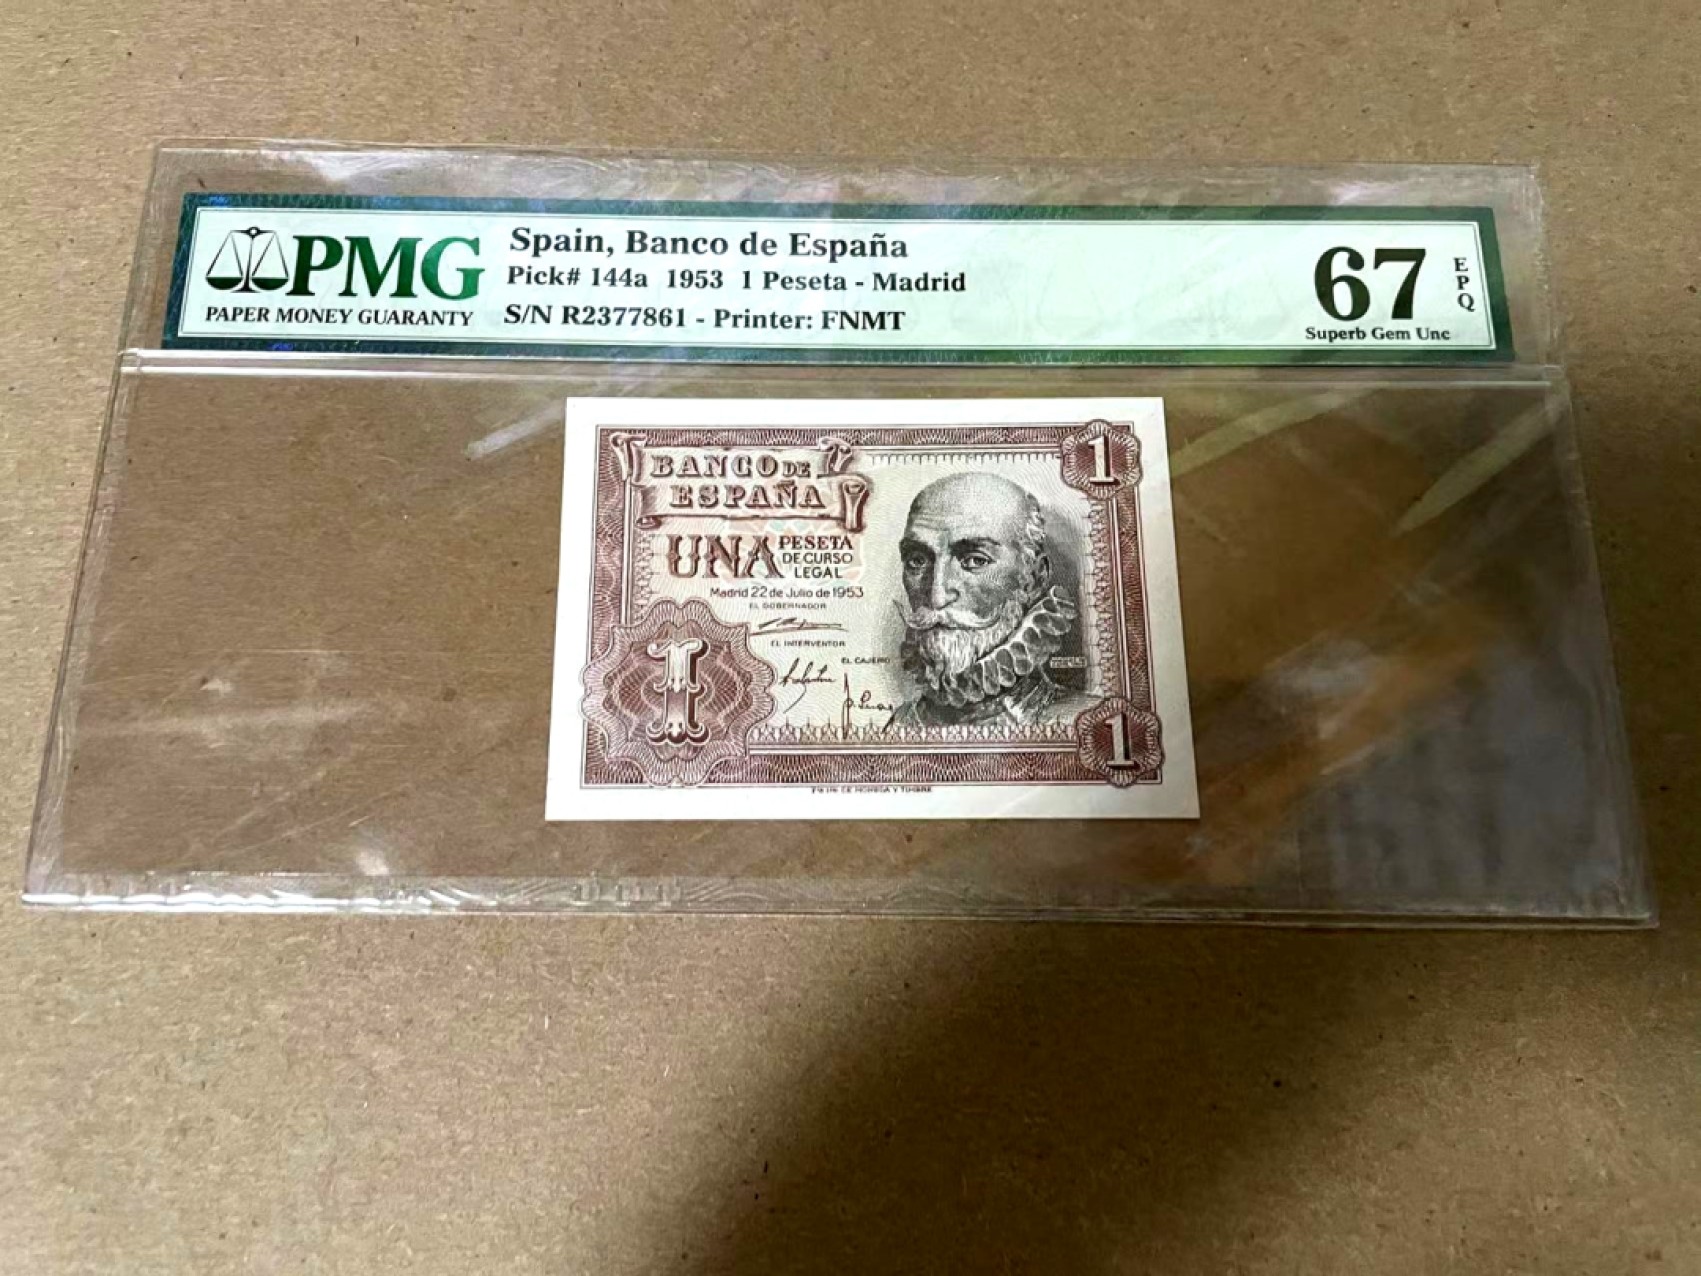 PMG
PAPER MONEY GUARANTY
Spain, Banco de España
Pick# 144a 1953 1 Peseta - Madrid
S/N R2377861 - Printer: FNMT
67
EPQ
Superb Gem Unc
BANCO DE
ESPAÑA
UNA PESETA
DE CURSO
LEGAL
Madrid 22 de Julio de 1953
EL GOBERNADOR
EL INTERVENTOR
EL CAJERO
1
1
1